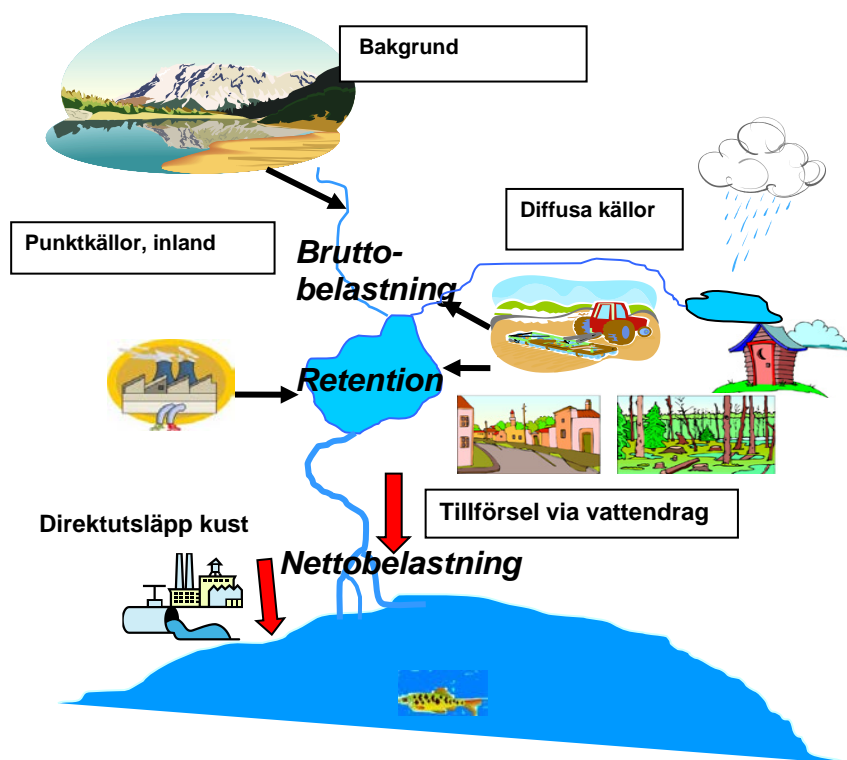 Bakgrund
Diffusa källor
Punktkällor, inland
Brutto-
belastning
Retention
Tillförsel via vattendrag
Direktutsläpp kust
Nettobelastning